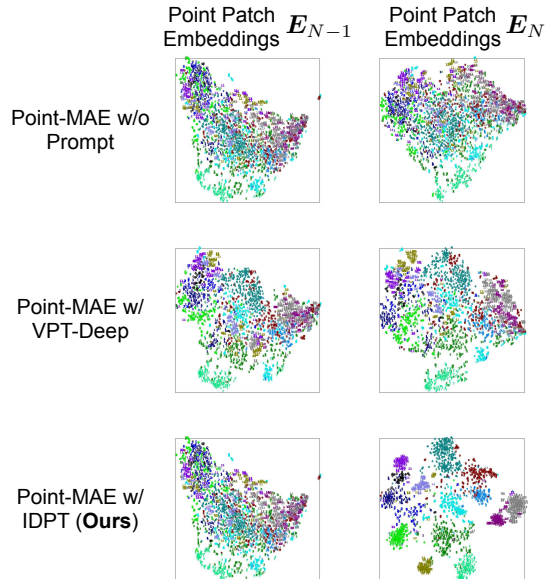 Point Patch
Embeddings E_{N-1}
Point Patch
Embeddings E_N
Point-MAE w/o
Prompt
Point-MAE w/
VPT-Deep
Point-MAE w/
IDPT (Ours)